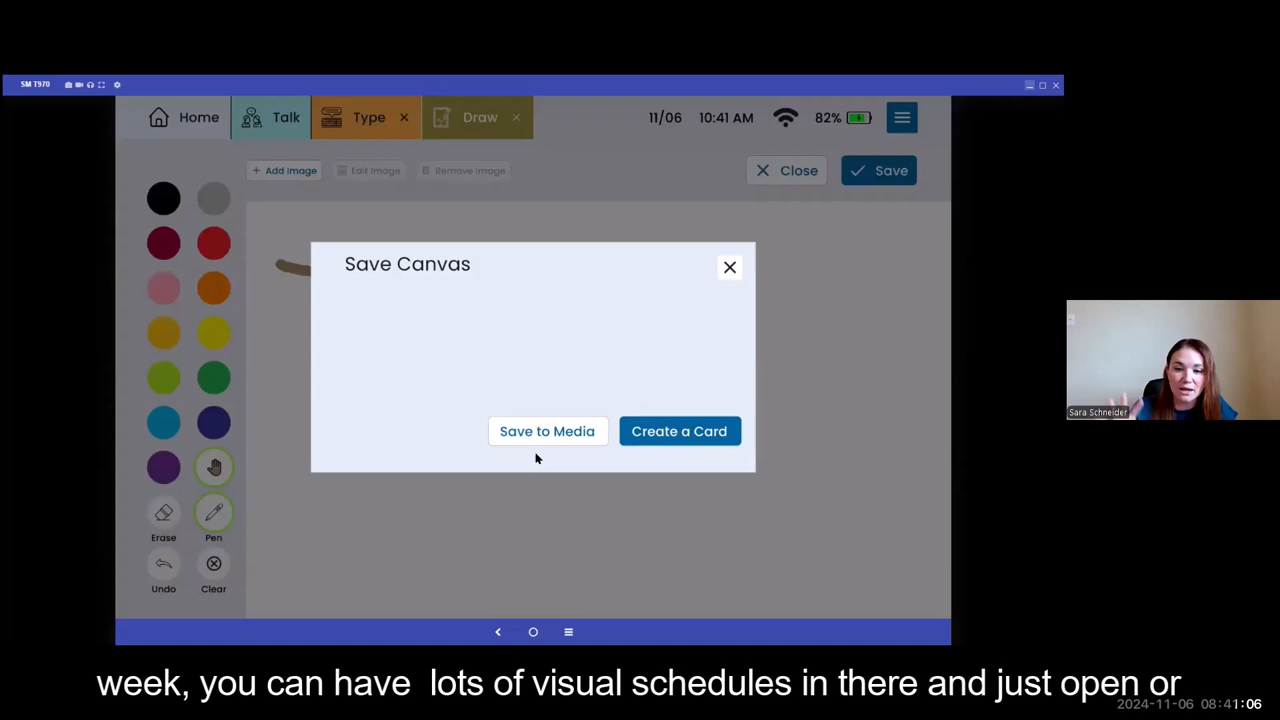 SM T970
Home
Talk
Type
Draw
11/06
10:41 AM
82%
+ Add Image
Edit Image
Remove Image
Close
Save
Save Canvas
Save to Media
Create a Card
Erase
Pen
Undo
Clear
Sara Schneider
week, you can have lots of visual schedules in there and just open or
2024-11-06 08:41:06